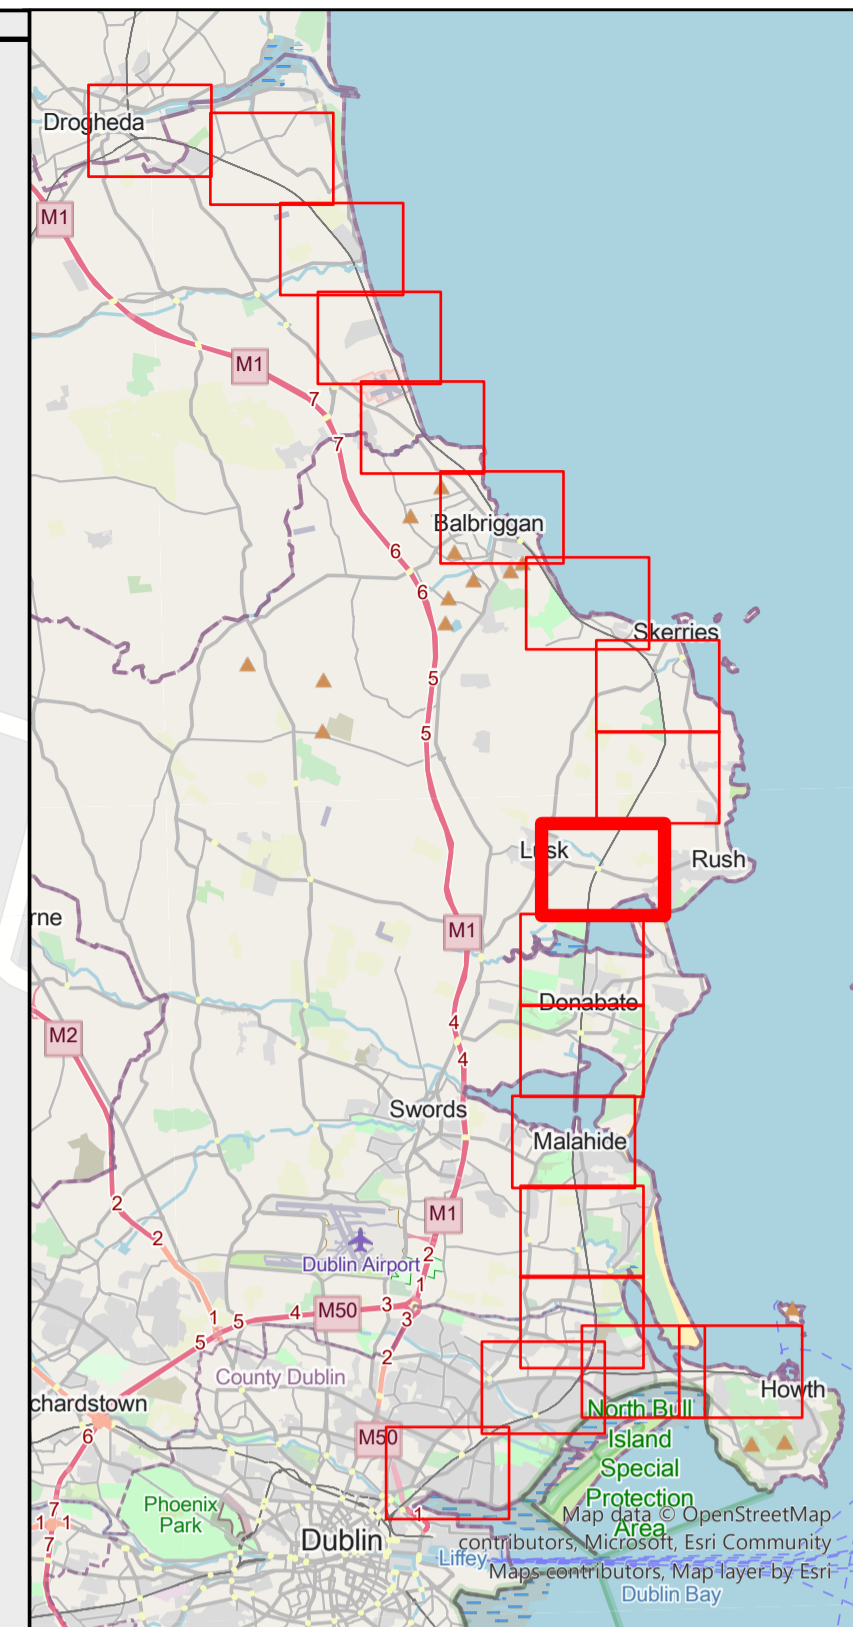 Drogheda
M1
M1
7
7
Balbriggan
6
6
Skerries
5
5
Lusk
Rush
rne
M1
Donabate
4
M2
4
Swords
Malahide
2
M1
2
2
Dublin Airport
1
4
M50
3
1
5
3
5
2
County Dublin
Howth
chardstown
North Bull
Island
Special
Protection
Area
6
M50
7
1
1
7
Phoenix
Park
1
Dublin
Liffey
Map data © OpenStreetMap
contributors, Microsoft, Esri Community
Maps contributors, Map layer by Esri
Dublin Bay